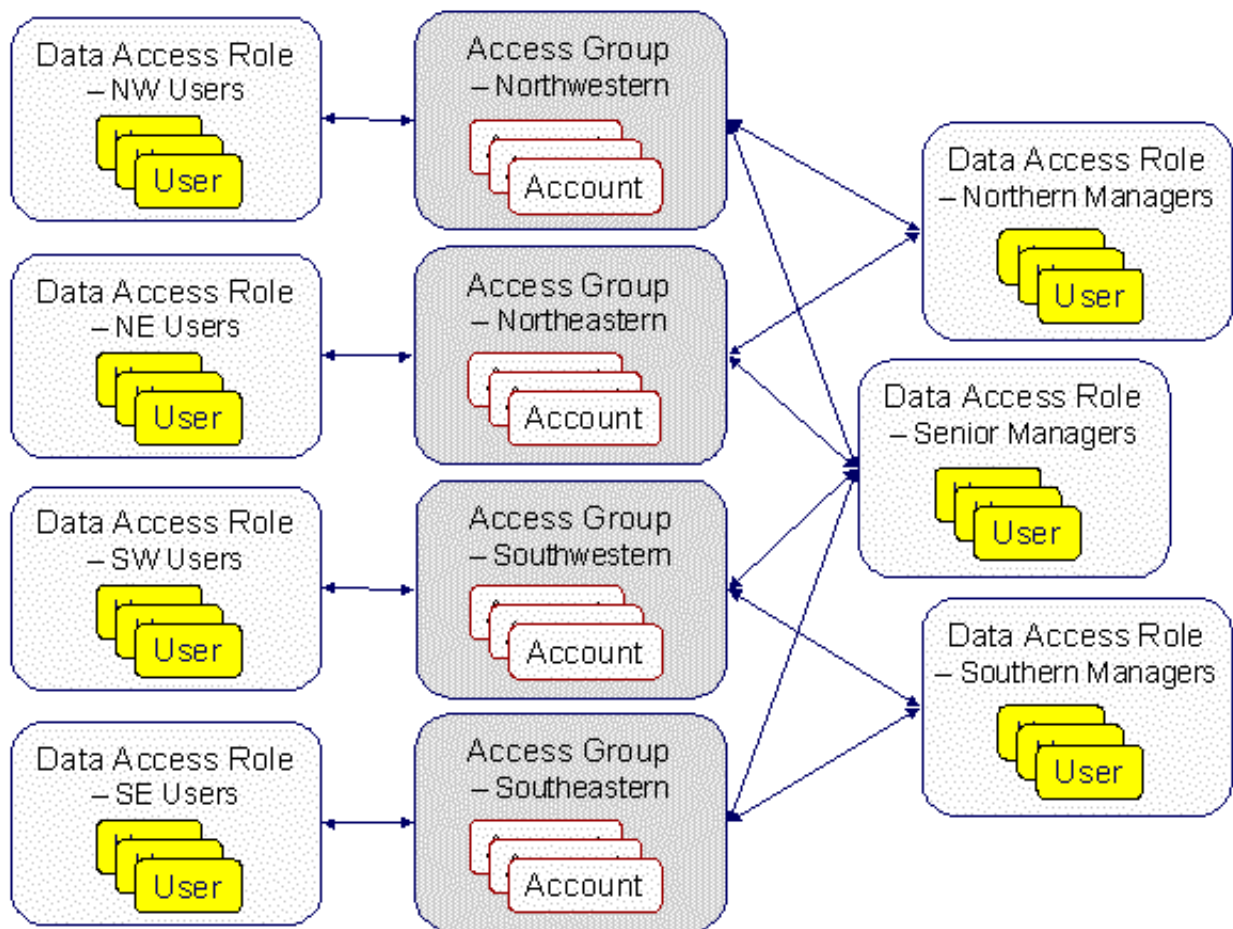 Data Access Role
– NW Users
User
Access Group
– Northwestern
Account
Data Access Role
– Northern Managers
User
Data Access Role
– NE Users
User
Access Group
– Northeastern
Account
Data Access Role
– Senior Managers
User
Data Access Role
– SW Users
User
Access Group
– Southwestern
Account
Data Access Role
– Southern Managers
User
Data Access Role
– SE Users
User
Access Group
– Southeastern
Account